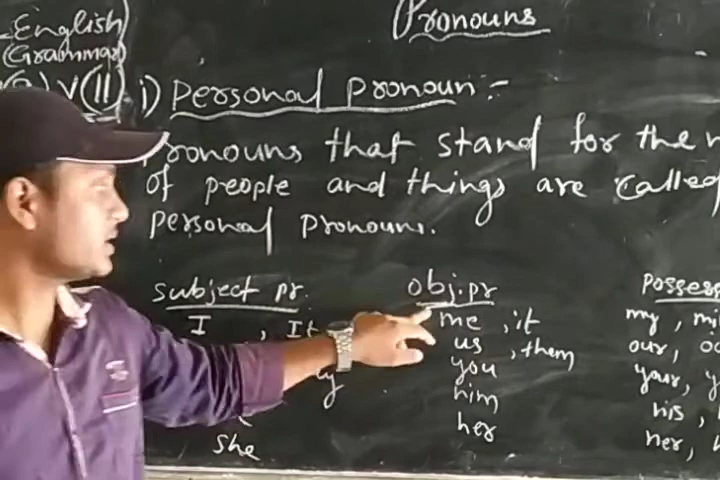 English
(Grammar)
Pronouns
i) Personal Pronoun :-
Pronouns that stand for the
of people and things are called
personal pronouns.
subject pr. obj.pr
I , It me , it my ,
us , them our ,
you your ,
him his ,
She her her ,